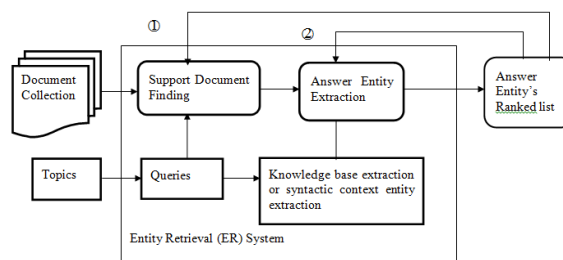 ①
②
Document
Collection
Support Document
Finding
Answer Entity
Extraction
Answer
Entity's
Ranked list
Topics
Queries
Knowledge base extraction
or syntactic context entity
extraction
Entity Retrieval (ER) System